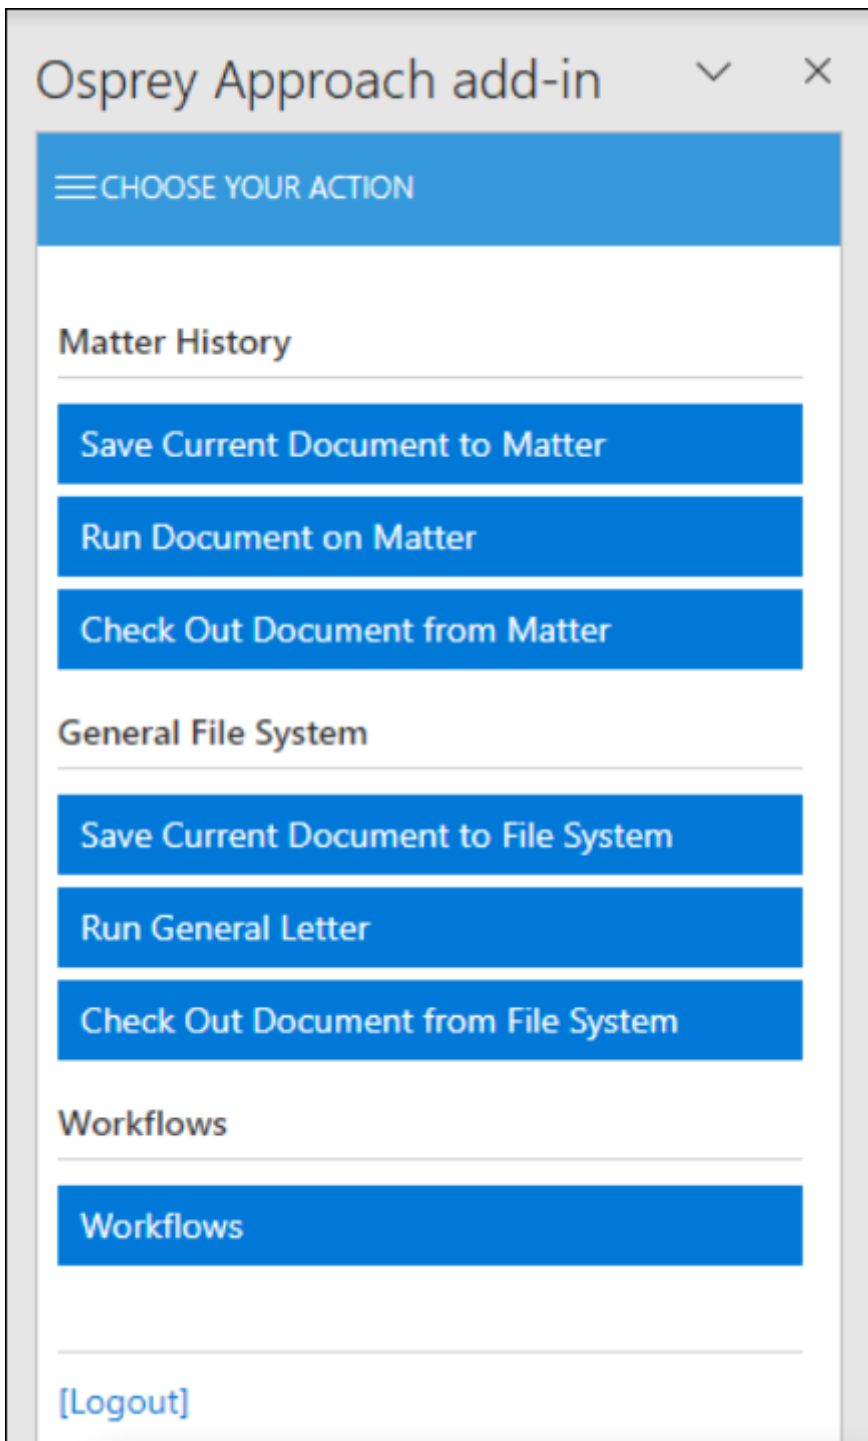 Osprey Approach add-in
CHOOSE YOUR ACTION
Matter History
Save Current Document to Matter
Run Document on Matter
Check Out Document from Matter
General File System
Save Current Document to File System
Run General Letter
Check Out Document from File System
Workflows
Workflows
[Logout]